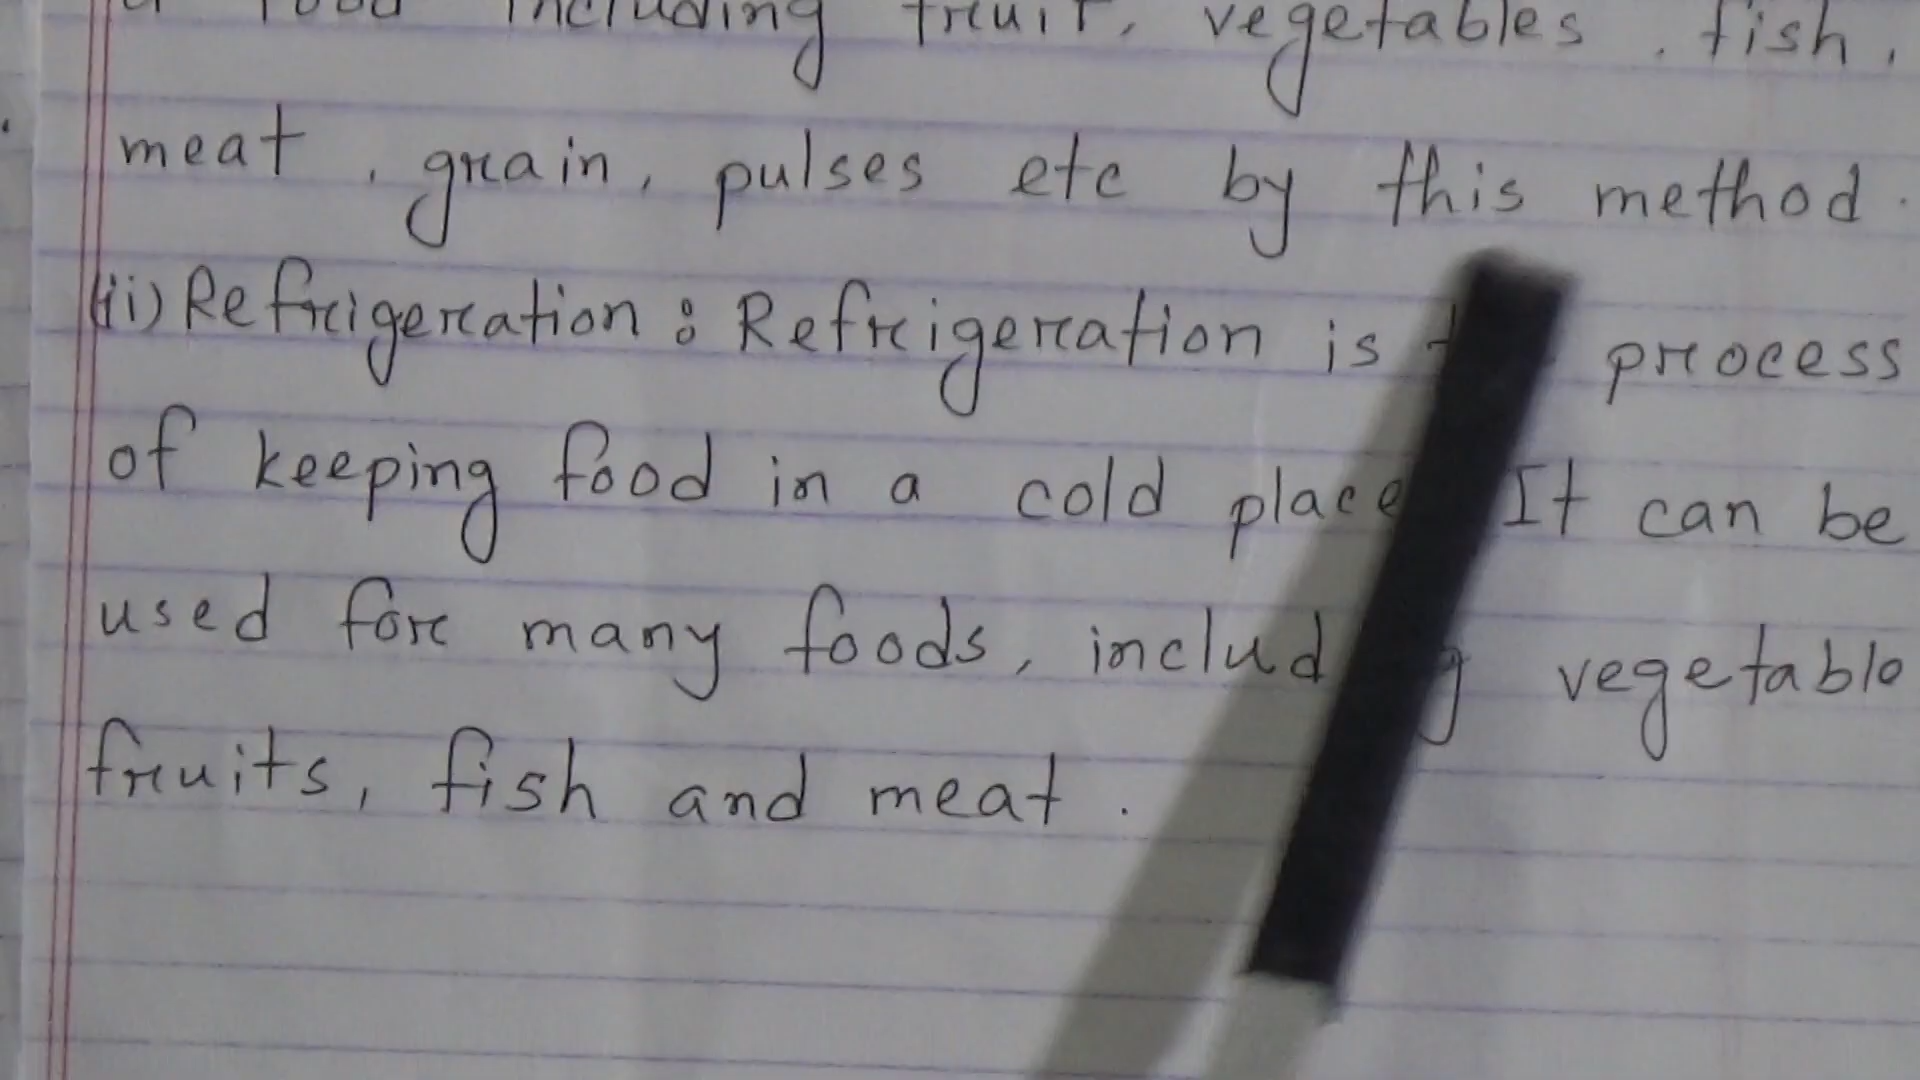 food including fruit, vegetables, fish,
meat, grain, pulses etc by this method.
(ii) Refrigeration : Refrigeration is process
of keeping food in a cold place It can be
used for many foods, includ g vegetable
fruits, fish and meat.